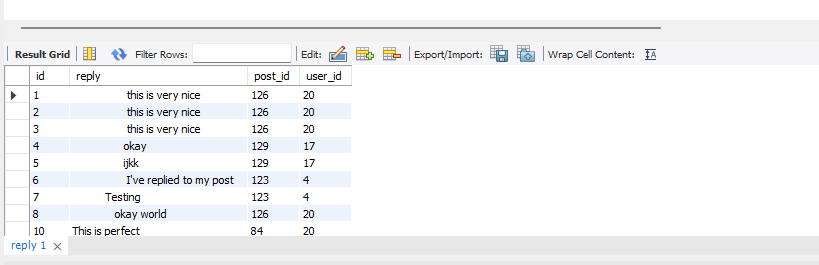 Result Grid Filter Rows: Edit: Export/Import: Wrap Cell Content:
id reply post_id user_id
1 this is very nice 126 20
2 this is very nice 126 20
3 this is very nice 126 20
4 okay 129 17
5 ijkk 129 17
6 I've replied to my post 123 4
7 Testing 123 4
8 okay world 126 20
10 This is perfect 84 20
reply 1